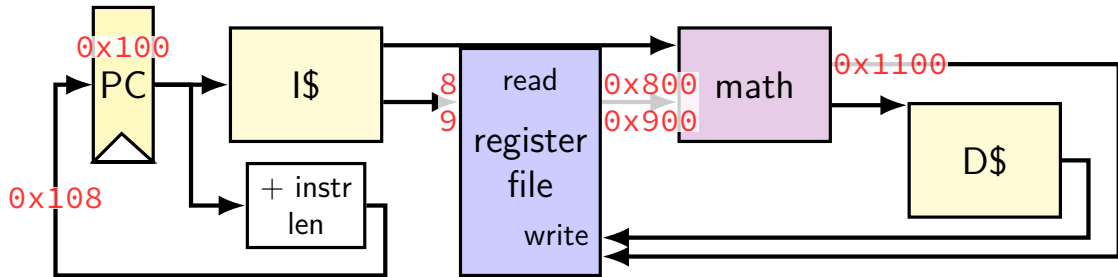 0x100
PC
I$
8
9
read
0x800
0x900
math
0x1100
register
file
D$
0x108
+ instr
len
write